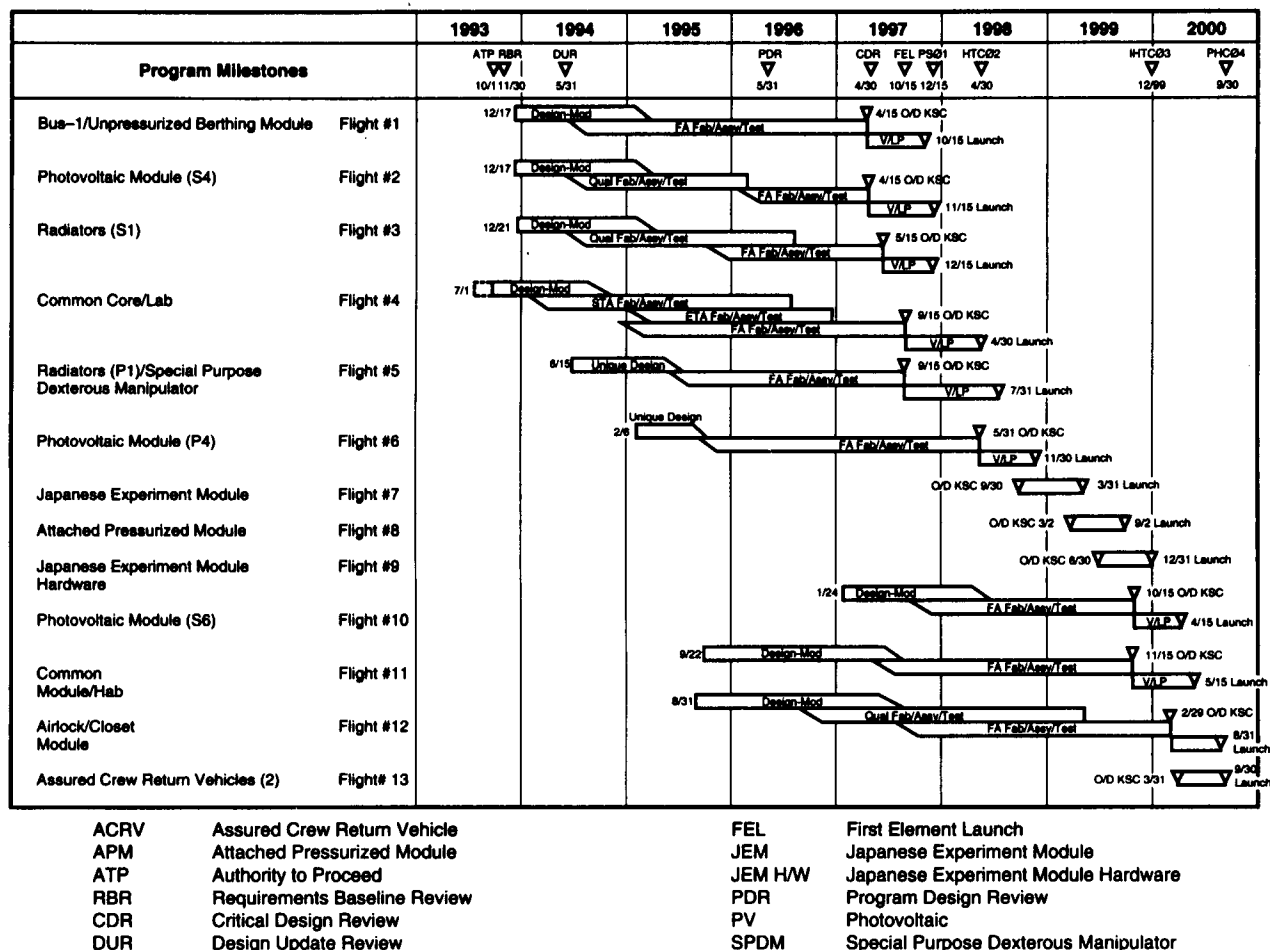 1993 1994 1995 1996 1997 1998 1999 2000
Program Milestones
ATP RBR DUR PDR CDR FEL PSØ1 HTCØ2 IHTCØ3 PHCØ4
10/1 11/30 5/31 5/31 4/30 10/15 12/15 4/30 12/99 9/30
Bus-1/Unpressurized Berthing Module Flight #1
12/17 Design-Mod 4/15 O/D KSC
FA Fab/Assy/Test
V/LP 10/15 Launch
Photovoltaic Module (S4) Flight #2
12/17 Design-Mod 4/15 O/D KSC
Qual Fab/Assy/Test
FA Fab/Assy/Test
V/LP 11/15 Launch
Radiators (S1) Flight #3
12/21 Design-Mod 5/15 O/D KSC
Qual Fab/Assy/Test
FA Fab/Assy/Test
V/LP 12/15 Launch
Common Core/Lab Flight #4
7/1 Design-Mod
STA Fab/Assy/Test
ETA Fab/Assy/Test 9/15 O/D KSC
FA Fab/Assy/Test
V/LP 4/30 Launch
Radiators (P1)/Special Purpose Flight #5
Dexterous Manipulator
6/15 Unique Design 9/15 O/D KSC
FA Fab/Assy/Test
V/LP 7/31 Launch
Photovoltaic Module (P4) Flight #6
Unique Design
2/6 5/31 O/D KSC
FA Fab/Assy/Test
V/LP 11/30 Launch
Japanese Experiment Module Flight #7
O/D KSC 9/30 3/31 Launch
Attached Pressurized Module Flight #8
O/D KSC 3/2 9/2 Launch
Japanese Experiment Module Flight #9
Hardware
O/D KSC 6/30 12/31 Launch
Photovoltaic Module (S6) Flight #10
1/24 Design-Mod 10/15 O/D KSC
FA Fab/Assy/Test
V/LP 4/15 Launch
Common Flight #11
Module/Hab
9/22 Design-Mod 11/15 O/D KSC
FA Fab/Assy/Test
V/LP 5/15 Launch
Airlock/Closet Flight #12
Module
8/31 Design-Mod
Qual Fab/Assy/Test 2/29 O/D KSC
FA Fab/Assy/Test
8/31
Launch
Assured Crew Return Vehicles (2) Flight# 13
O/D KSC 3/31 9/30
Launch
ACRV Assured Crew Return Vehicle
APM Attached Pressurized Module
ATP Authority to Proceed
RBR Requirements Baseline Review
CDR Critical Design Review
DUR Design Update Review
FEL First Element Launch
JEM Japanese Experiment Module
JEM H/W Japanese Experiment Module Hardware
PDR Program Design Review
PV Photovoltaic
SPDM Special Purpose Dexterous Manipulator